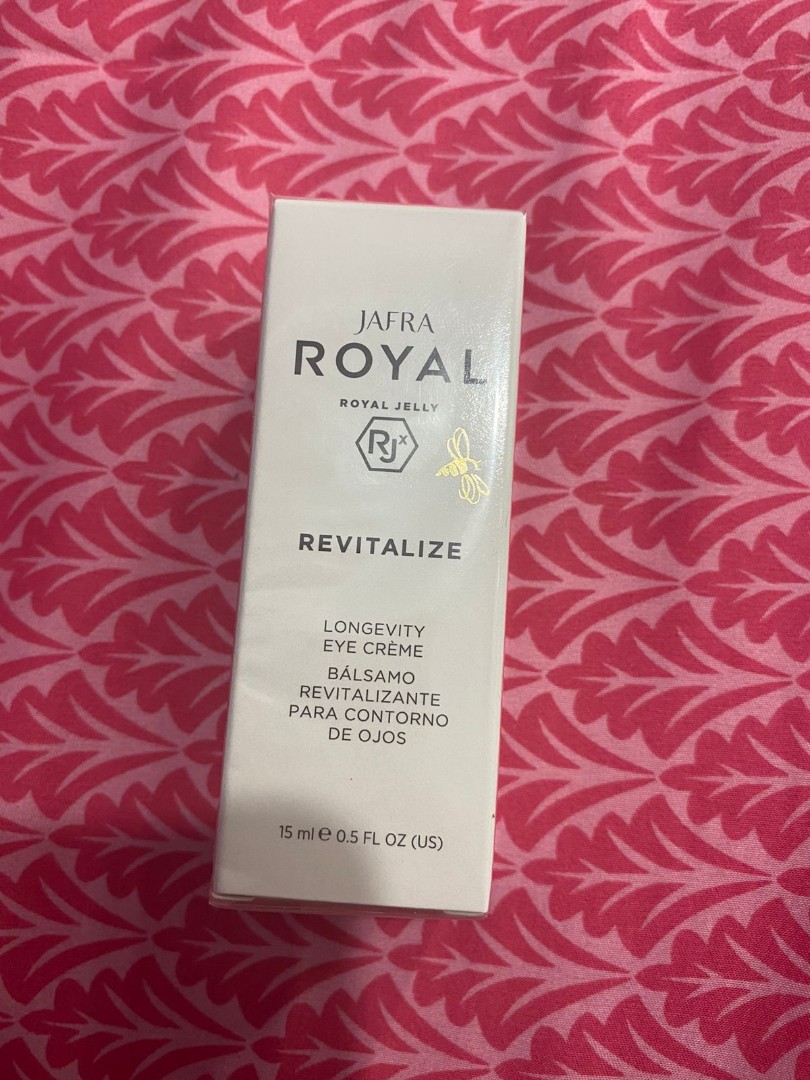 JAFRA
ROYAL
ROYAL JELLY
RJx
REVITALIZE
LONGEVITY
EYE CRÈME
BÁLSAMO
REVITALIZANTE
PARA CONTORNO
DE OJOS
15 ml ℮ 0.5 FL OZ (US)